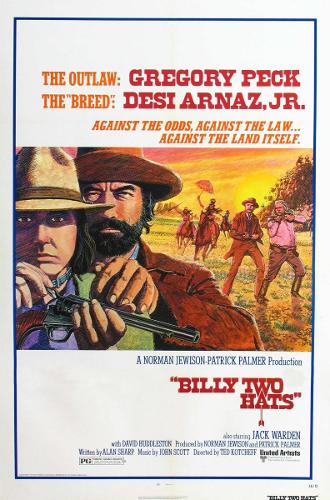 THE OUTLAW: GREGORY PECK
THE "BREED": DESI ARNAZ, JR.
AGAINST THE ODDS, AGAINST THE LAW...
AGAINST THE LAND ITSELF.
A NORMAN JEWISON-PATRICK PALMER Production
"BILLY TWO
HATS"
also starring JACK WARDEN
with DAVID HUDDLESTON Produced by NORMAN JEWISON and PATRICK PALMER
Written by ALAN SHARP Music by JOHN SCOTT Directed by TED KOTCHEFF
United Artists
PG
"BILLY TWO HATS"